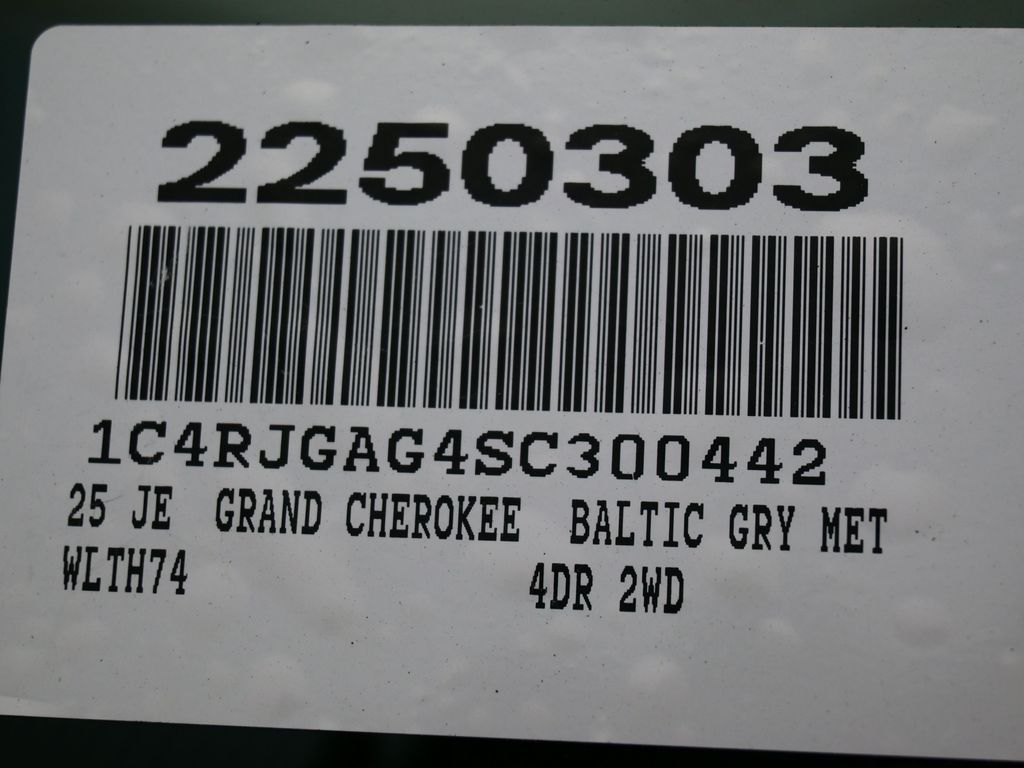 2250303
1C4RJGAG4SC300442
25 JE GRAND CHEROKEE BALTIC GRY MET
WLTH74 4DR 2WD